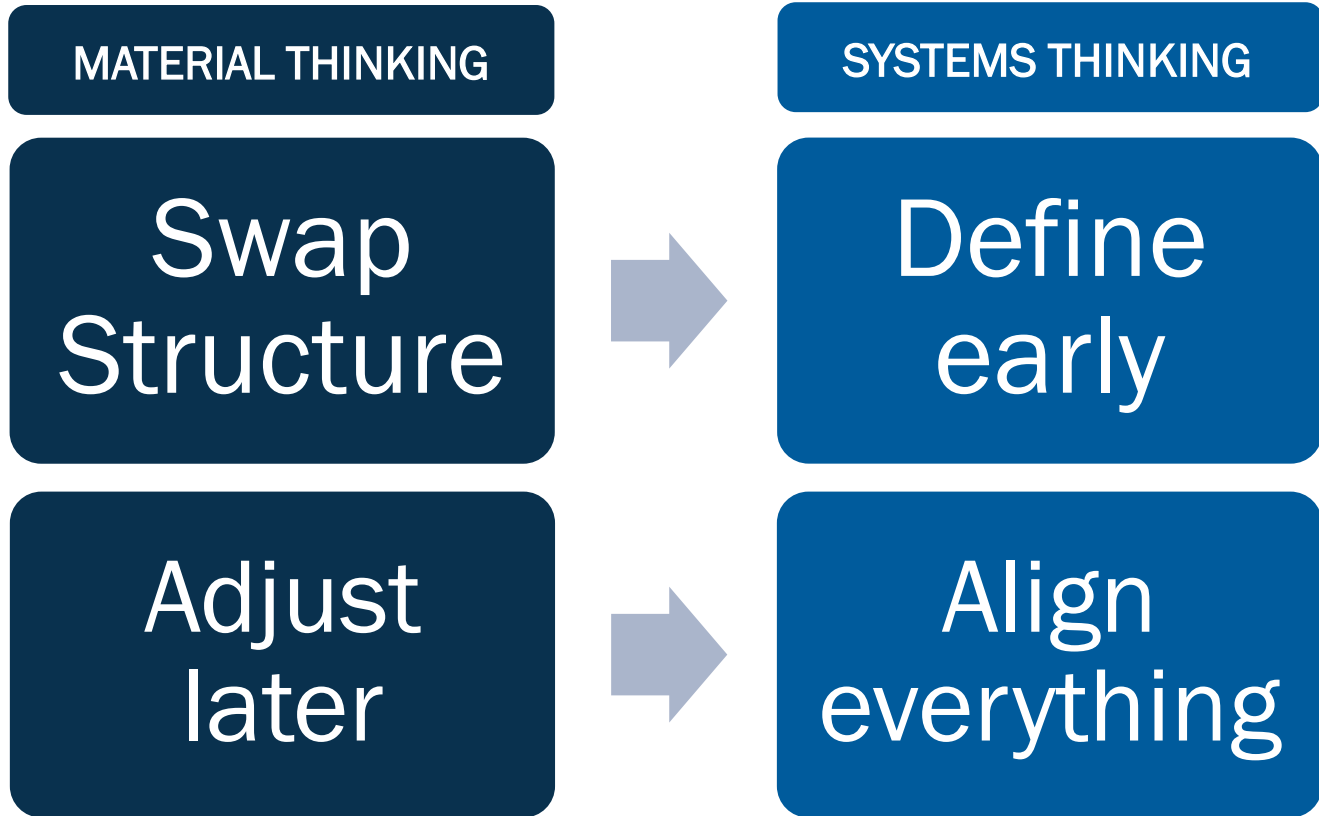 MATERIAL THINKING
SYSTEMS THINKING
Swap
Structure
Define
early
Adjust
later
Align
everything